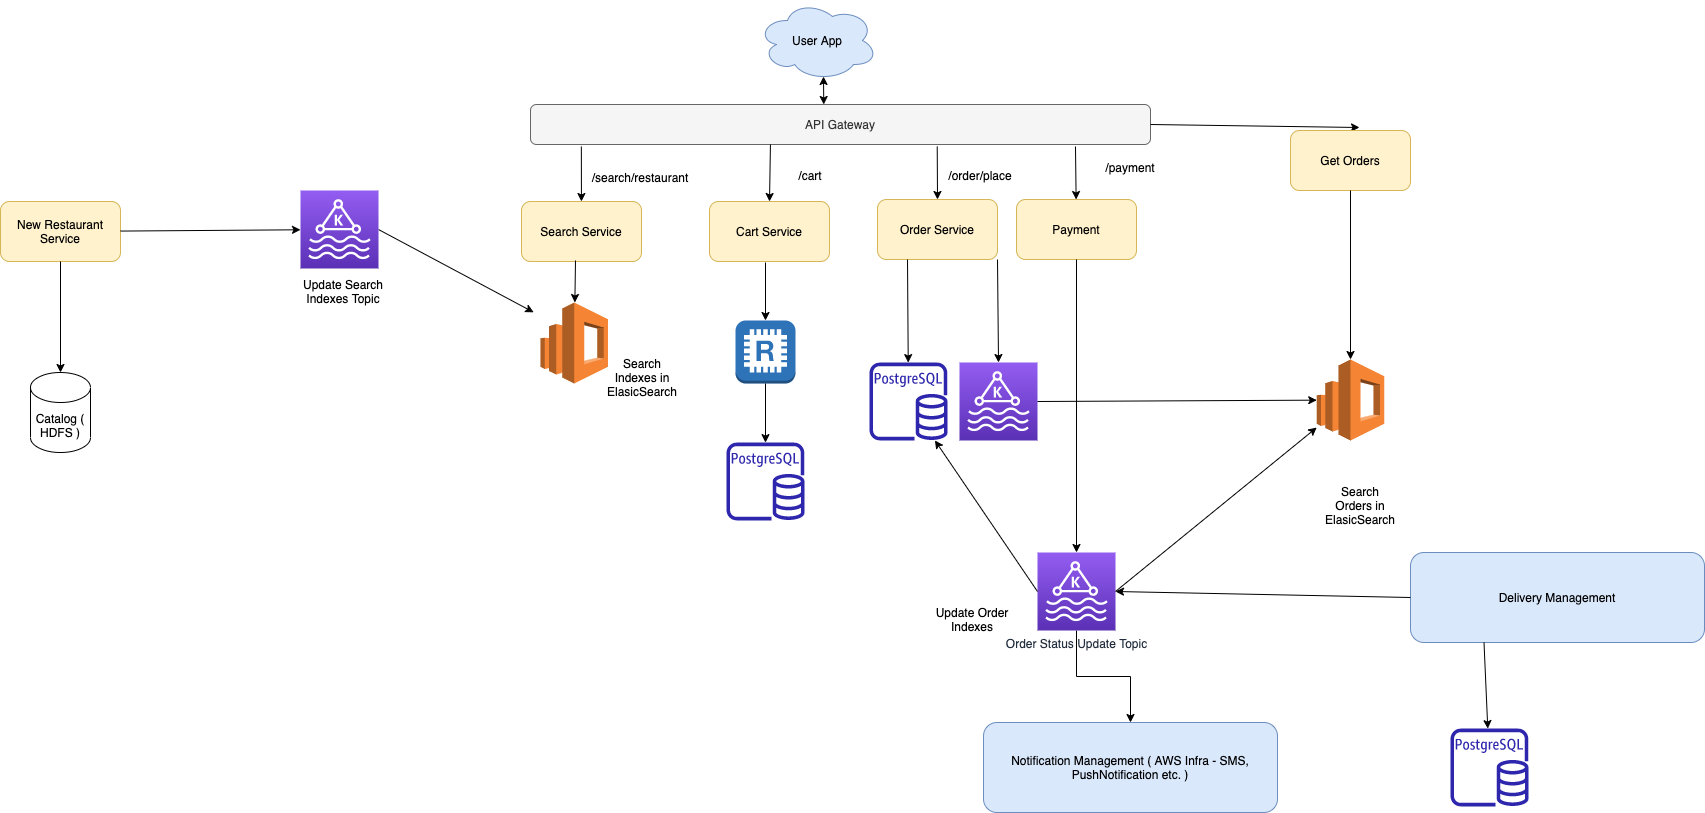 User App
API Gateway
/search/restaurant
/cart
/order/place
/payment
Get Orders
New Restaurant
Service
K
Update Search
Indexes Topic
Search Service
Cart Service
Order Service
Payment
Search
Indexes in
ElasicSearch
R
PostgreSQL
K
Catalog (
HDFS )
PostgreSQL
Search
Orders in
ElasicSearch
K
Update Order
Indexes
Order Status Update Topic
Delivery Management
Notification Management ( AWS Infra - SMS,
PushNotification etc. )
PostgreSQL